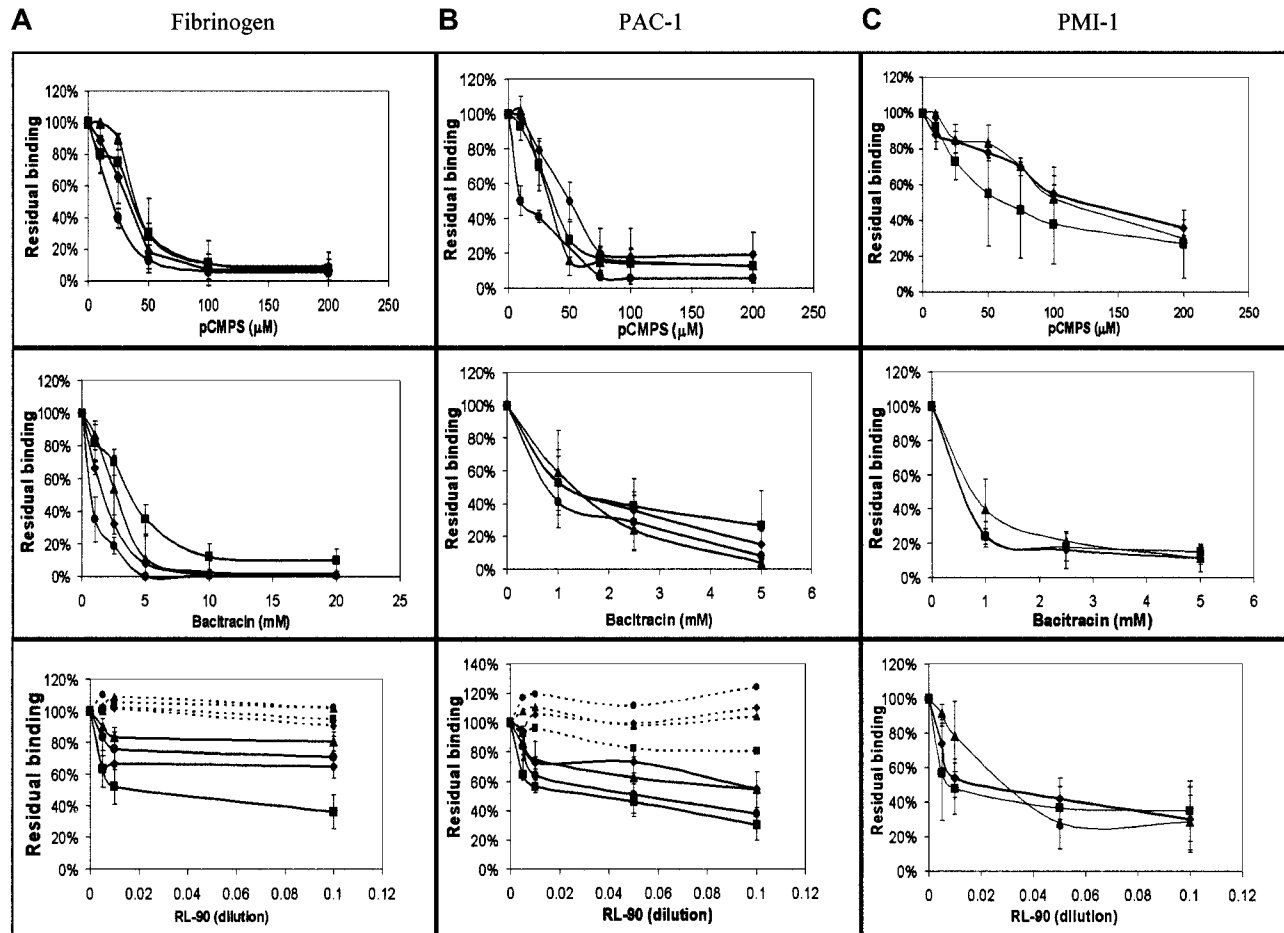 A Fibrinogen
B PAC-1
C PMI-1
Residual binding
120%
100%
80%
60%
40%
20%
0%
0 50 100 150 200 250
pCMPS (µM)
Residual binding
120%
100%
80%
60%
40%
20%
0%
0 50 100 150 200 250
pCMPS (µM)
Residual binding
120%
100%
80%
60%
40%
20%
0%
0 50 100 150 200 250
pCMPS (µM)
Residual binding
120%
100%
80%
60%
40%
20%
0%
0 5 10 15 20 25
Bacitracin (mM)
Residual binding
120%
100%
80%
60%
40%
20%
0%
0 1 2 3 4 5 6
Bacitracin (mM)
Residual binding
120%
100%
80%
60%
40%
20%
0%
0 1 2 3 4 5 6
Bacitracin (mM)
Residual binding
120%
100%
80%
60%
40%
20%
0%
0 0.02 0.04 0.06 0.08 0.1 0.12
RL-90 (dilution)
Residual binding
140%
120%
100%
80%
60%
40%
20%
0%
0 0.02 0.04 0.06 0.08 0.1 0.12
RL-90 (dilution)
Residual binding
120%
100%
80%
60%
40%
20%
0%
0 0.02 0.04 0.06 0.08 0.1 0.12
RL-90 (dilution)